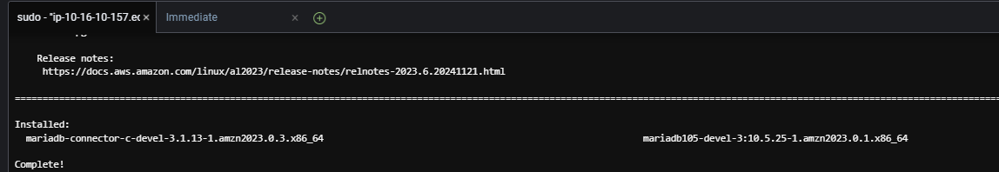 sudo - "ip-10-16-10-157.ec
Immediate
Release notes:
https://docs.aws.amazon.com/linux/al2023/release-notes/relnotes-2023.6.20241121.html
================================================================================================================================================================
Installed:
mariadb-connector-c-devel-3.1.13-1.amzn2023.0.3.x86_64 mariadb105-devel-3:10.5.25-1.amzn2023.0.1.x86_64
Complete!